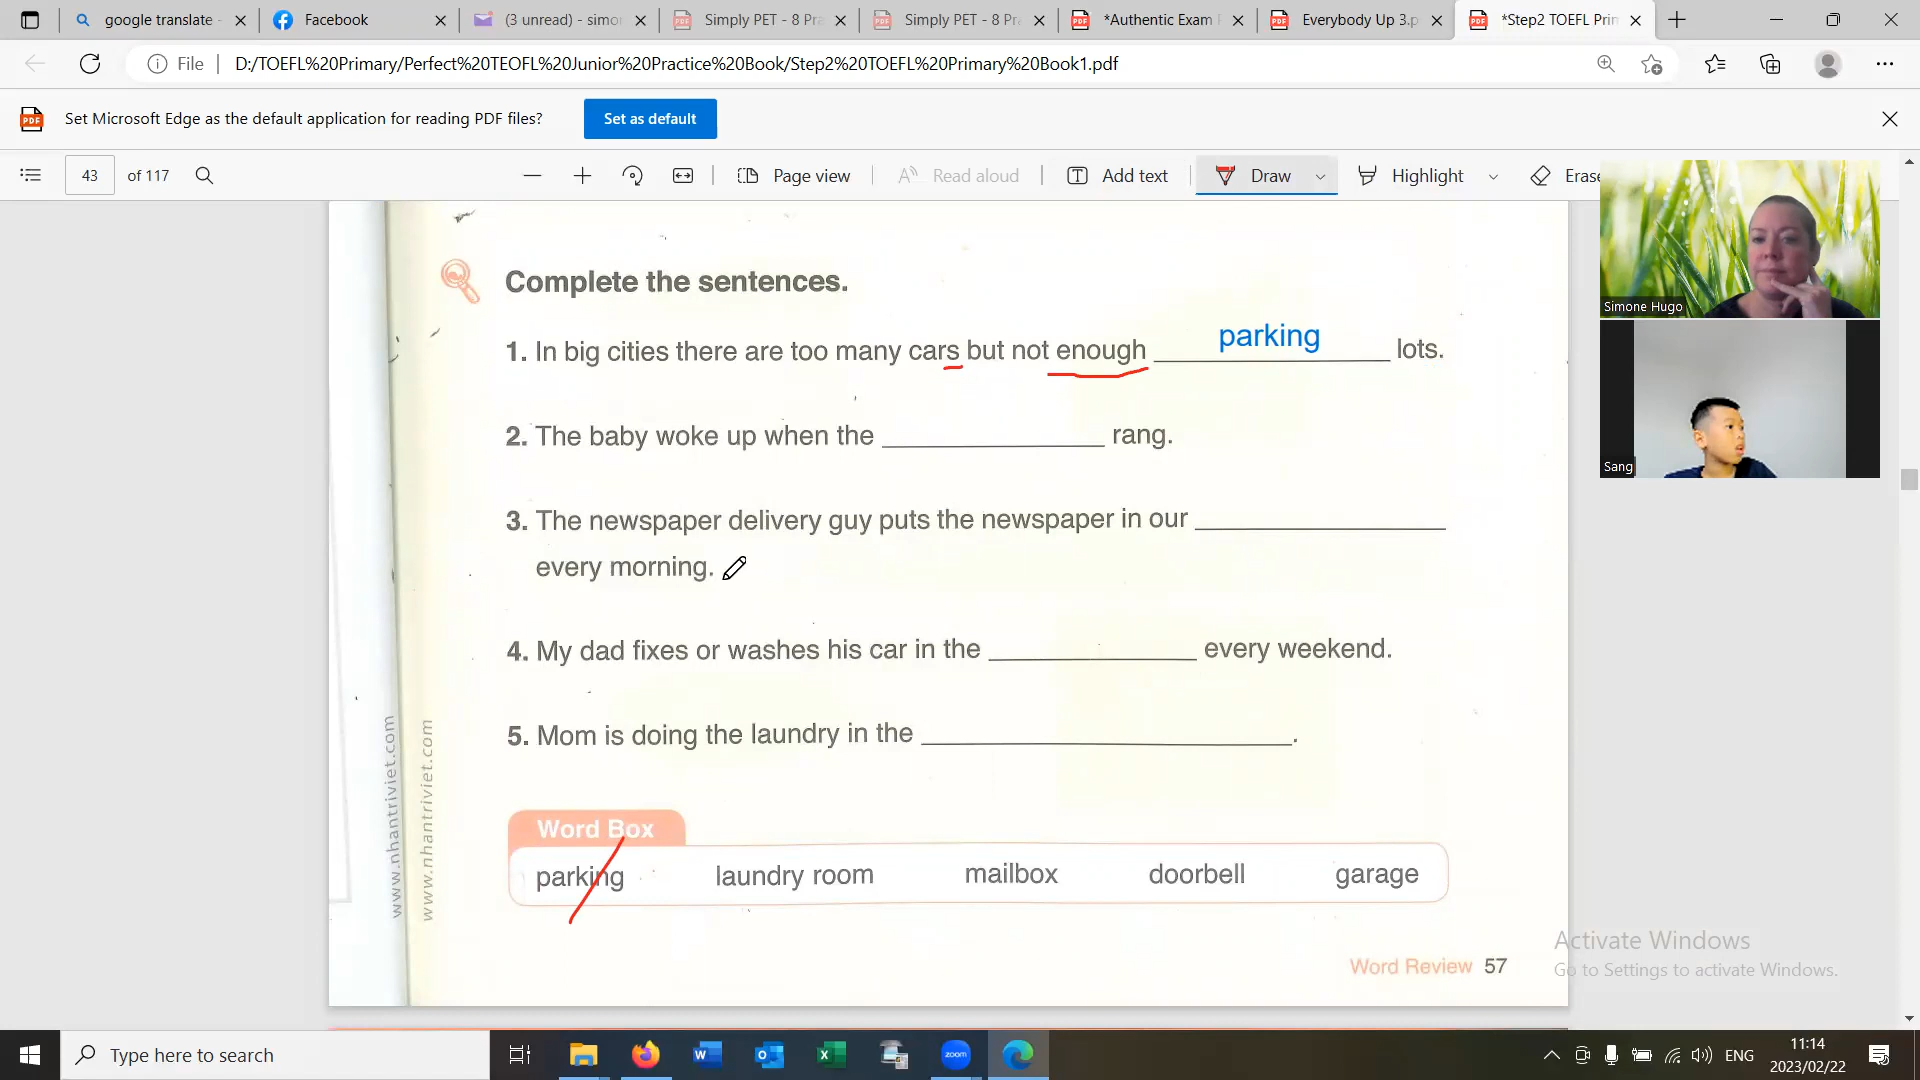 google translate -
Facebook
(3 unread) - simo
Simply PET - 8 Pra
Simply PET - 8 Pra
*Authentic Exam
Everybody Up 3.p
*Step2 TOEFL Prim
File
D:/TOEFL%20Primary/Perfect%20TEOFL%20Junior%20Practice%20Book/Step2%20TOEFL%20Primary%20Book1.pdf
Set Microsoft Edge as the default application for reading PDF files?
Set as default
43 of 117
Page view
Read aloud
Add text
Draw
Highlight
Erase
Complete the sentences.
1. In big cities there are too many cars but not enough parking lots.
2. The baby woke up when the ____________ rang.
3. The newspaper delivery guy puts the newspaper in our ____________
every morning.
4. My dad fixes or washes his car in the ____________ every weekend.
5. Mom is doing the laundry in the ____________.
Word Box
parking laundry room mailbox doorbell garage
Word Review 57
www.nhantriviet.com
www.nhantriviet.com
Simone Hugo
Sang
Activate Windows
Go to Settings to activate Windows.
Type here to search
zoom
ENG
11:14
2023/02/22